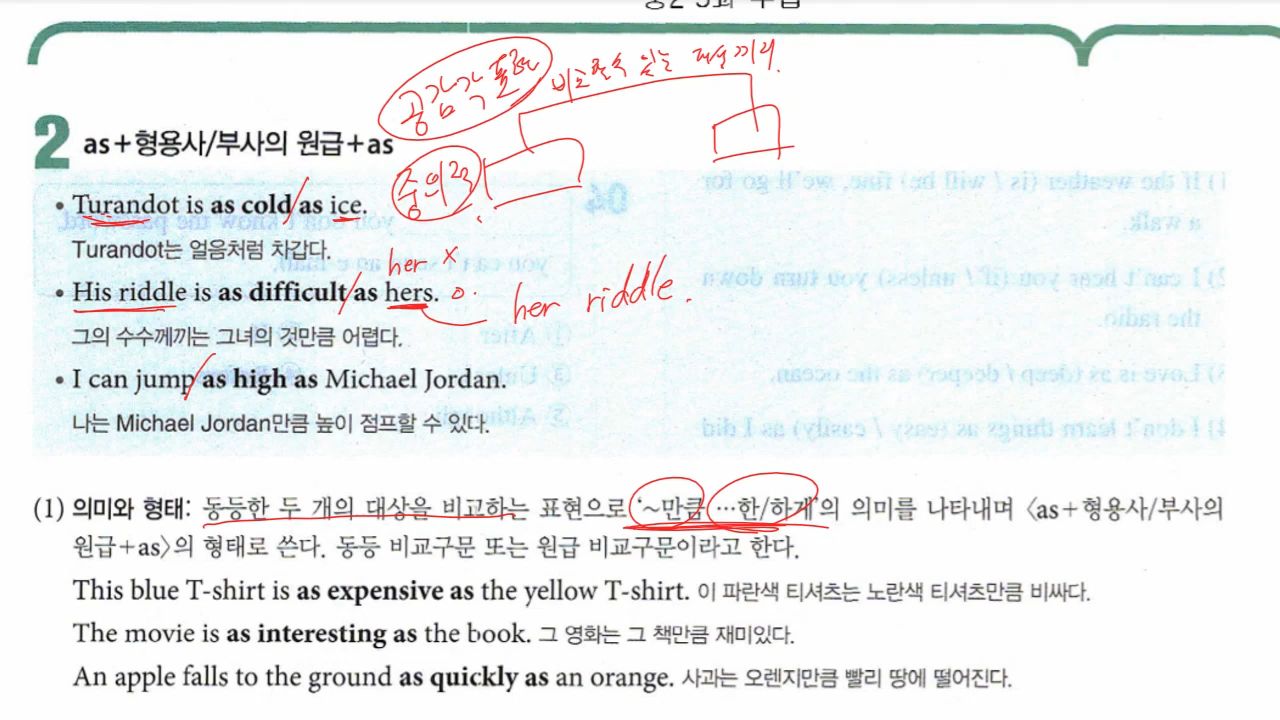 2 as+형용사/부사의 원급+as
공감각 표현
비교할 수 있는 대상끼리
중의적
• Turandot is as cold as ice.
Turandot는 얼음처럼 차갑다.
her X
• His riddle is as difficult as hers. O. her riddle.
그의 수수께끼는 그녀의 것만큼 어렵다.
• I can jump as high as Michael Jordan.
나는 Michael Jordan만큼 높이 점프할 수 있다.
(1) 의미와 형태: 동등한 두 개의 대상을 비교하는 표현으로 ‘~만큼 …한/하게’의 의미를 나타내며 〈as+형용사/부사의
원급+as〉의 형태로 쓴다. 동등 비교구문 또는 원급 비교구문이라고 한다.
This blue T-shirt is as expensive as the yellow T-shirt. 이 파란색 티셔츠는 노란색 티셔츠만큼 비싸다.
The movie is as interesting as the book. 그 영화는 그 책만큼 재미있다.
An apple falls to the ground as quickly as an orange. 사과는 오렌지만큼 빨리 땅에 떨어진다.